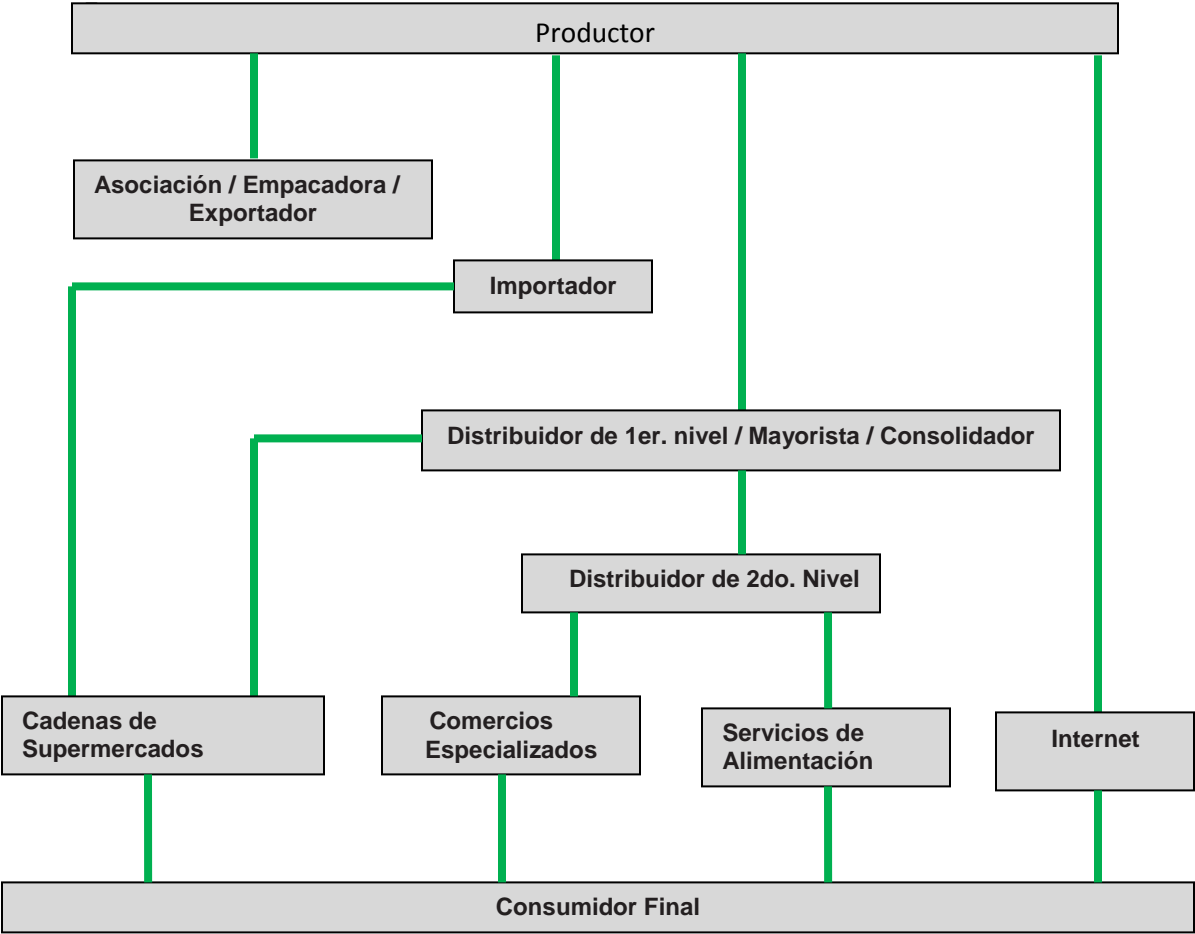 Productor
Asociación / Empacadora /
Exportador
Importador
Distribuidor de 1er. nivel / Mayorista / Consolidador
Distribuidor de 2do. Nivel
Cadenas de
Supermercados
Comercios
Especializados
Servicios de
Alimentación
Internet
Consumidor Final